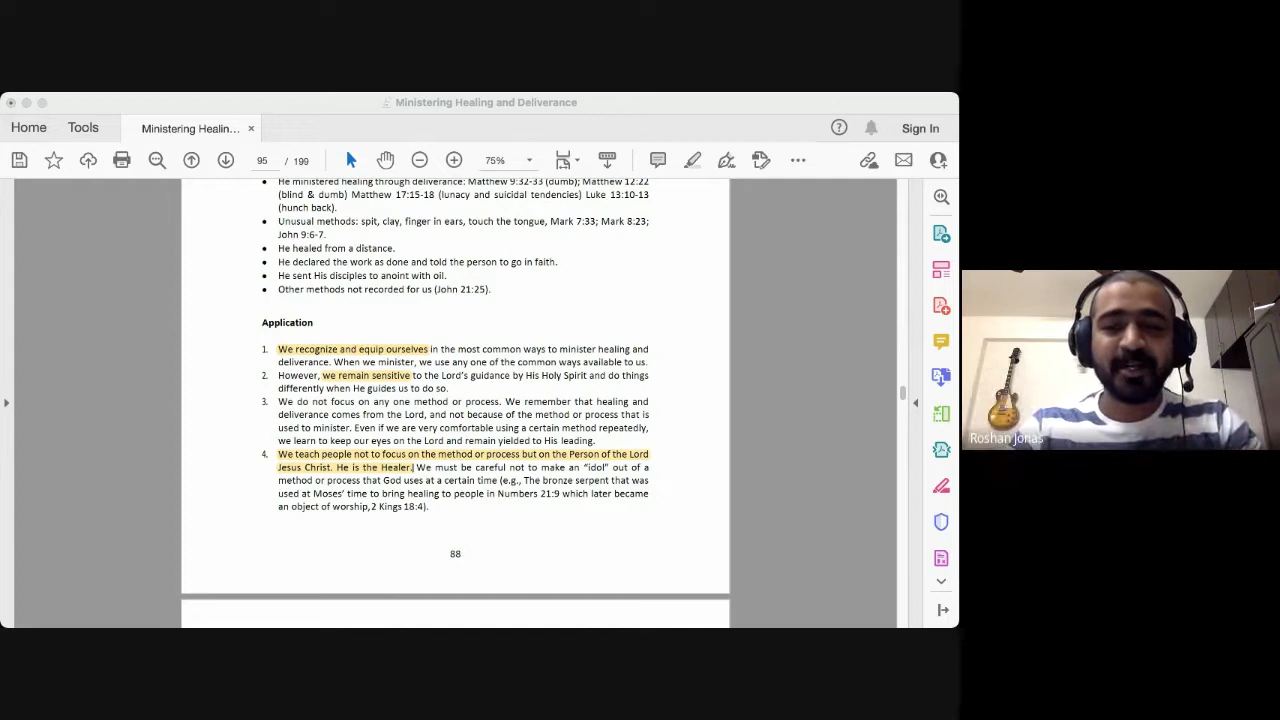 Ministering Healing and Deliverance
Home
Tools
Ministering Healin...
Sign In
95 / 199
75%
• He ministered healing through deliverance: Matthew 9:32-33 (dumb); Matthew 12:22
(blind & dumb) Matthew 17:15-18 (lunacy and suicidal tendencies) Luke 13:10-13
(hunch back).
• Unusual methods: spit, clay, finger in ears, touch the tongue, Mark 7:33; Mark 8:23;
John 9:6-7.
• He healed from a distance.
• He declared the work as done and told the person to go in faith.
• He sent His disciples to anoint with oil.
• Other methods not recorded for us (John 21:25).
Application
1. We recognize and equip ourselves in the most common ways to minister healing and
deliverance. When we minister, we use any one of the common ways available to us.
2. However, we remain sensitive to the Lord's guidance by His Holy Spirit and do things
differently when He guides us to do so.
3. We do not focus on any one method or process. We remember that healing and
deliverance comes from the Lord, and not because of the method or process that is
used to minister. Even if we are very comfortable using a certain method repeatedly,
we learn to keep our eyes on the Lord and remain yielded to His leading.
4. We teach people not to focus on the method or process but on the Person of the Lord
Jesus Christ. He is the Healer. We must be careful not to make an "idol" out of a
method or process that God uses at a certain time (e.g., The bronze serpent that was
used at Moses' time to bring healing to people in Numbers 21:9 which later became
an object of worship,2 Kings 18:4).
88
Roshan Jonas